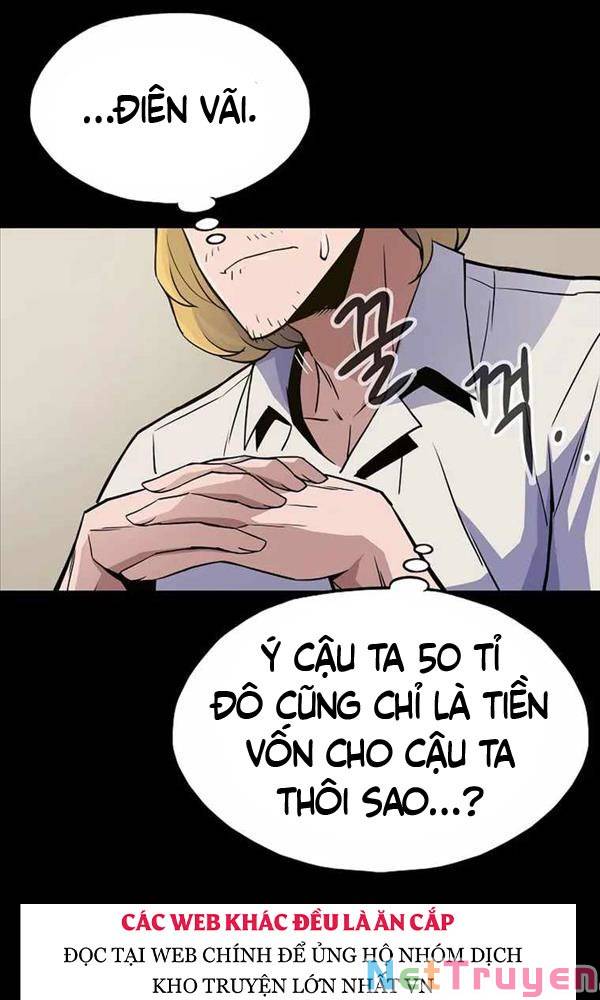 ...ĐIÊN VÃI.
꿀
꺽.
Ý CẬU TA 50 TỈ
ĐÔ CŨNG CHỈ LÀ TIỀN
VỐN CHO CẬU TA
THÔI SAO...?
CÁC WEB KHÁC ĐỀU LÀ ĂN CẮP
ĐỌC TẠI WEB CHÍNH ĐỂ ỦNG HỘ NHÓM DỊCH
KHO TRUYỆN LỚN NHẤT VN
NetTruyen